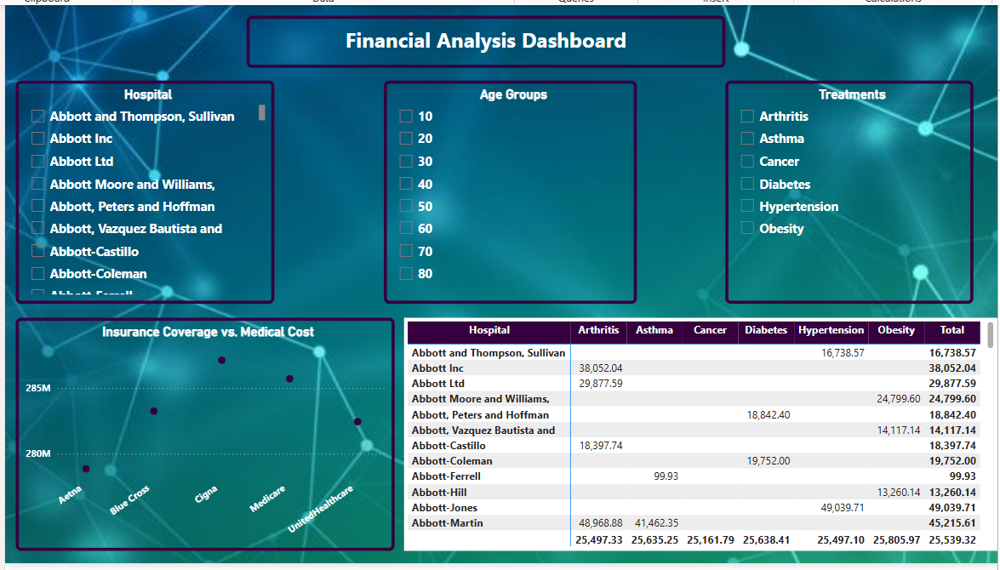 Clipboard Data Queries Insert Calculations
Financial Analysis Dashboard
Hospital
Abbott and Thompson, Sullivan
Abbott Inc
Abbott Ltd
Abbott Moore and Williams,
Abbott, Peters and Hoffman
Abbott, Vazquez Bautista and
Abbott-Castillo
Abbott-Coleman
Abbott-Ferrell
Age Groups
10
20
30
40
50
60
70
80
Treatments
Arthritis
Asthma
Cancer
Diabetes
Hypertension
Obesity
Insurance Coverage vs. Medical Cost
285M
280M
Aetna
Blue Cross
Cigna
Medicare
UnitedHealthcare
Hospital Arthritis Asthma Cancer Diabetes Hypertension Obesity Total
Abbott and Thompson, Sullivan 16,738.57 16,738.57
Abbott Inc 38,052.04 38,052.04
Abbott Ltd 29,877.59 29,877.59
Abbott Moore and Williams, 24,799.60 24,799.60
Abbott, Peters and Hoffman 18,842.40 18,842.40
Abbott, Vazquez Bautista and 14,117.14 14,117.14
Abbott-Castillo 18,397.74 18,397.74
Abbott-Coleman 19,752.00 19,752.00
Abbott-Ferrell 99.93 99.93
Abbott-Hill 13,260.14 13,260.14
Abbott-Jones 49,039.71 49,039.71
Abbott-Martin 48,968.88 41,462.35 45,215.61
25,497.33 25,635.25 25,161.79 25,638.41 25,497.10 25,805.97 25,539.32